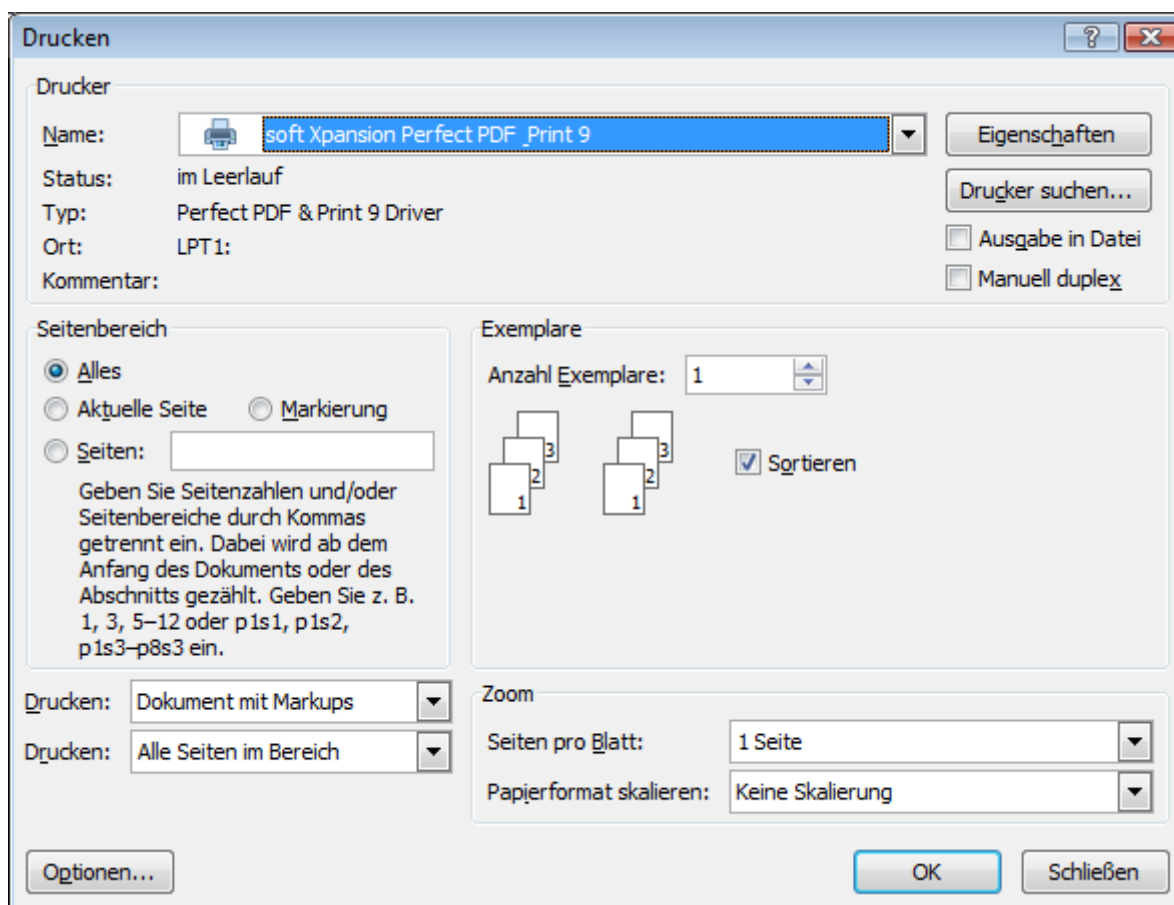 Drucken
Drucker
Name: soft Xpansion Perfect PDF _Print 9 Eigenschaften
Status: im Leerlauf Drucker suchen...
Typ: Perfect PDF & Print 9 Driver
Ort: LPT1: Ausgabe in Datei
Kommentar: Manuell duplex
Seitenbereich
Alles
Aktuelle Seite Markierung
Seiten:
Geben Sie Seitenzahlen und/oder
Seitenbereiche durch Kommas
getrennt ein. Dabei wird ab dem
Anfang des Dokuments oder des
Abschnitts gezählt. Geben Sie z. B.
1, 3, 5–12 oder p1s1, p1s2,
p1s3–p8s3 ein.
Exemplare
Anzahl Exemplare: 1
3 3
2 2
1 1
Sortieren
Drucken: Dokument mit Markups
Drucken: Alle Seiten im Bereich
Zoom
Seiten pro Blatt: 1 Seite
Papierformat skalieren: Keine Skalierung
Optionen... OK Schließen